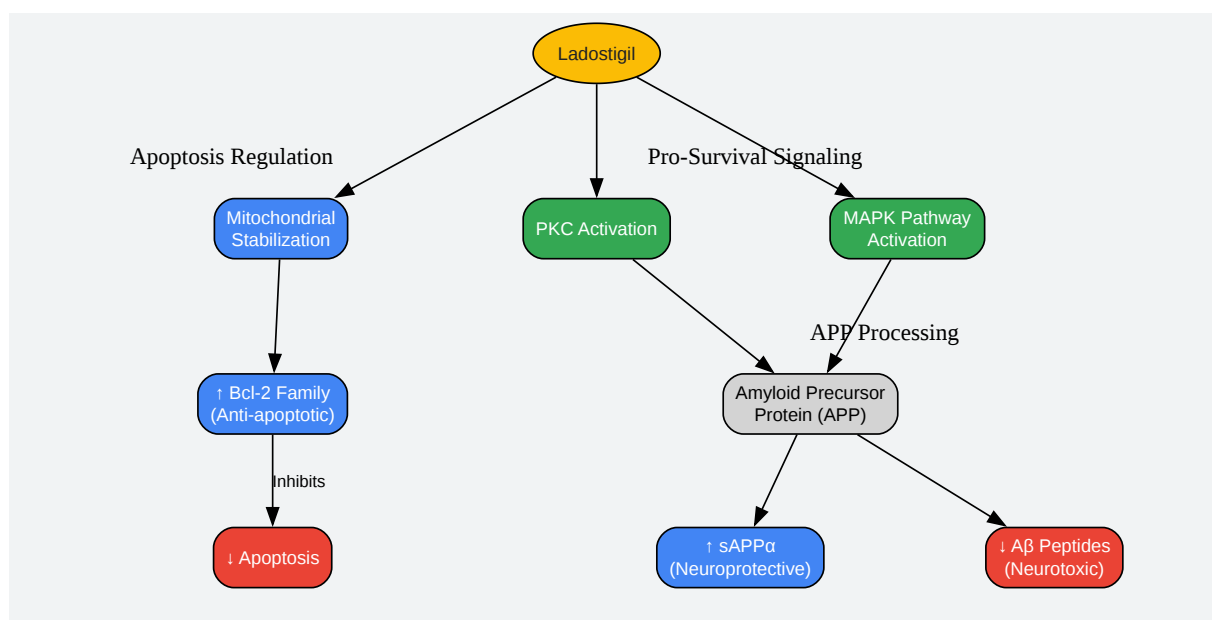 Ladostigil
Apoptosis Regulation
Pro-Survival Signaling
Mitochondrial
Stabilization
PKC Activation
MAPK Pathway
Activation
APP Processing
↑ Bcl-2 Family
(Anti-apoptotic)
Amyloid Precursor
Protein (APP)
Inhibits
↓ Apoptosis
↑ sAPPα
(Neuroprotective)
↓ Aβ Peptides
(Neurotoxic)